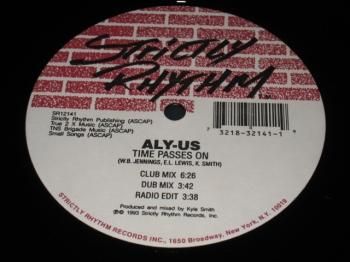 STRICTLY
RHYTHM
SR12141
Strictly Rhythm Publishing (ASCAP)
True 2 X Music (ASCAP)
TNS Brigade Music (ASCAP)
Small Songs (ASCAP)
7 73218-32141-1
ALY-US
TIME PASSES ON
(W.B. JENNINGS, E.L. LEWIS, K. SMITH)
CLUB MIX 6:26
DUB MIX 3:42
RADIO EDIT 3:38
Produced and mixed by Kyle Smith
℗ © 1993 Strictly Rhythm Records, Inc.
STRICTLY RHYTHM RECORDS INC., 1650 Broadway, New York, N.Y. 10019